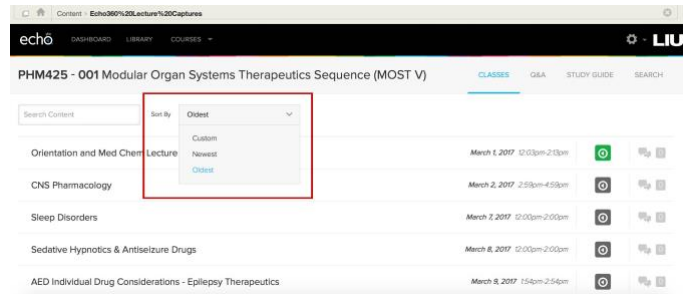 Content › Echo360%20Lecture%20Captures
echo DASHBOARD LIBRARY COURSES LIU
PHM425 - 001 Modular Organ Systems Therapeutics Sequence (MOST V) CLASSES Q&A STUDY GUIDE SEARCH
Search Content Sort By Oldest
Custom
Orientation and Med Chem Lecture Newest March 1, 2017 12:03pm-2:13pm
Oldest
CNS Pharmacology March 2, 2017 2:59pm-4:59pm
Sleep Disorders March 7, 2017 12:00pm-2:00pm
Sedative Hypnotics & Antiseizure Drugs March 8, 2017 12:00pm-2:00pm
AED Individual Drug Considerations - Epilepsy Therapeutics March 9, 2017 1:54pm-2:54pm